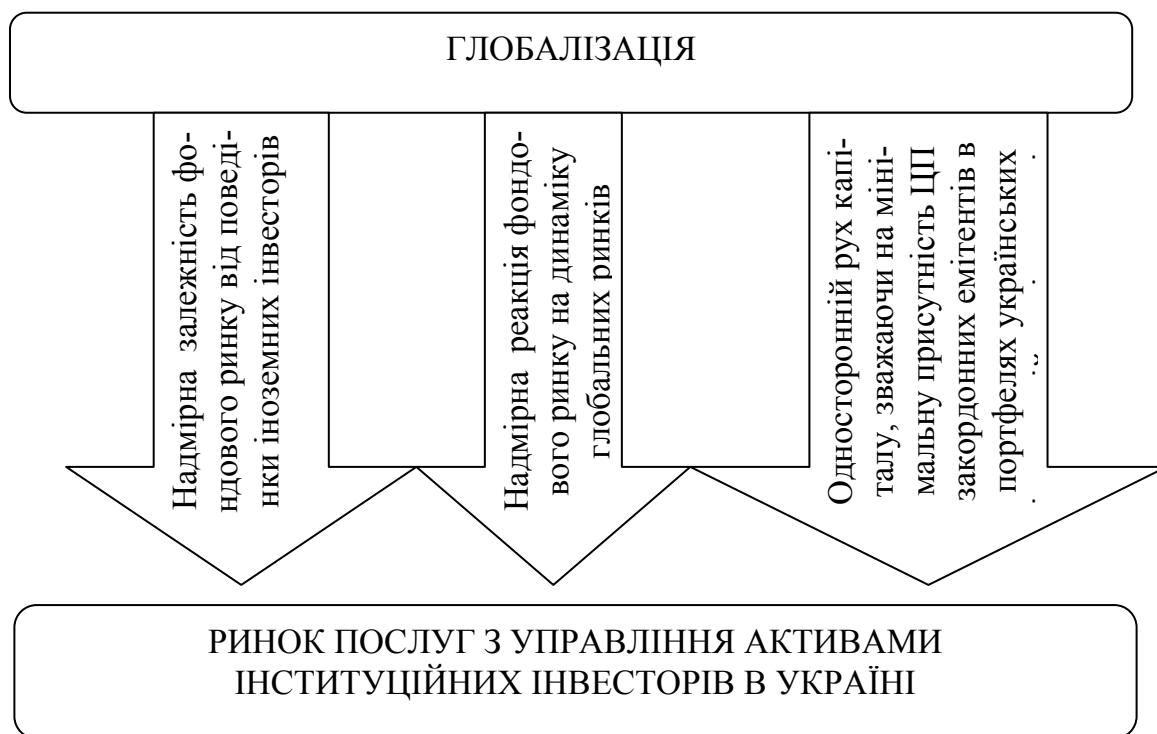 ГЛОБАЛІЗАЦІЯ
Надмірна залежність фо-
ндового ринку від поведі-
нки іноземних інвесторів
Надмірна реакція фондо-
вого ринку на динаміку
глобальних ринків
Односторонній рух капі-
талу, зважаючи на міні-
мальну присутність ЦП
закордонних емітентів в
портфелях українських
РИНОК ПОСЛУГ З УПРАВЛІННЯ АКТИВАМИ
ІНСТИТУЦІЙНИХ ІНВЕСТОРІВ В УКРАЇНІ